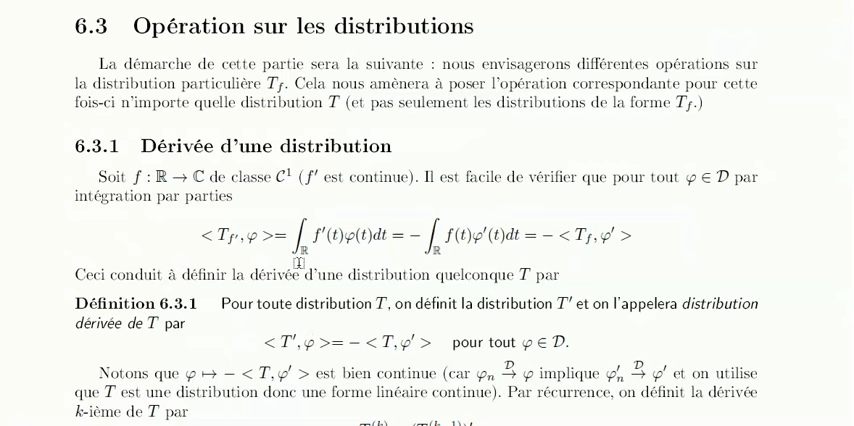 6.3 Opération sur les distributions
La démarche de cette partie sera la suivante : nous envisagerons différentes opérations sur
la distribution particulière T_f. Cela nous amènera à poser l'opération correspondante pour cette
fois-ci n'importe quelle distribution T (et pas seulement les distributions de la forme T_f.)
6.3.1 Dérivée d'une distribution
Soit f : ℝ → ℂ de classe 𝒞¹ (f′ est continue). Il est facile de vérifier que pour tout φ ∈ 𝒟 par
intégration par parties
< T_{f′}, φ >= ∫_ℝ f′(t)φ(t)dt = − ∫_ℝ f(t)φ′(t)dt = − < T_f, φ′ >
Ceci conduit à définir la dérivée d'une distribution quelconque T par
Définition 6.3.1 Pour toute distribution T, on définit la distribution T′ et on l'appelera distribution
dérivée de T par
< T′, φ >= − < T, φ′ > pour tout φ ∈ 𝒟.
Notons que φ ↦ − < T, φ′ > est bien continue (car φₙ →^𝒟 φ implique φ′ₙ →^𝒟 φ′ et on utilise
que T est une distribution donc une forme linéaire continue). Par récurrence, on définit la dérivée
k-ième de T par